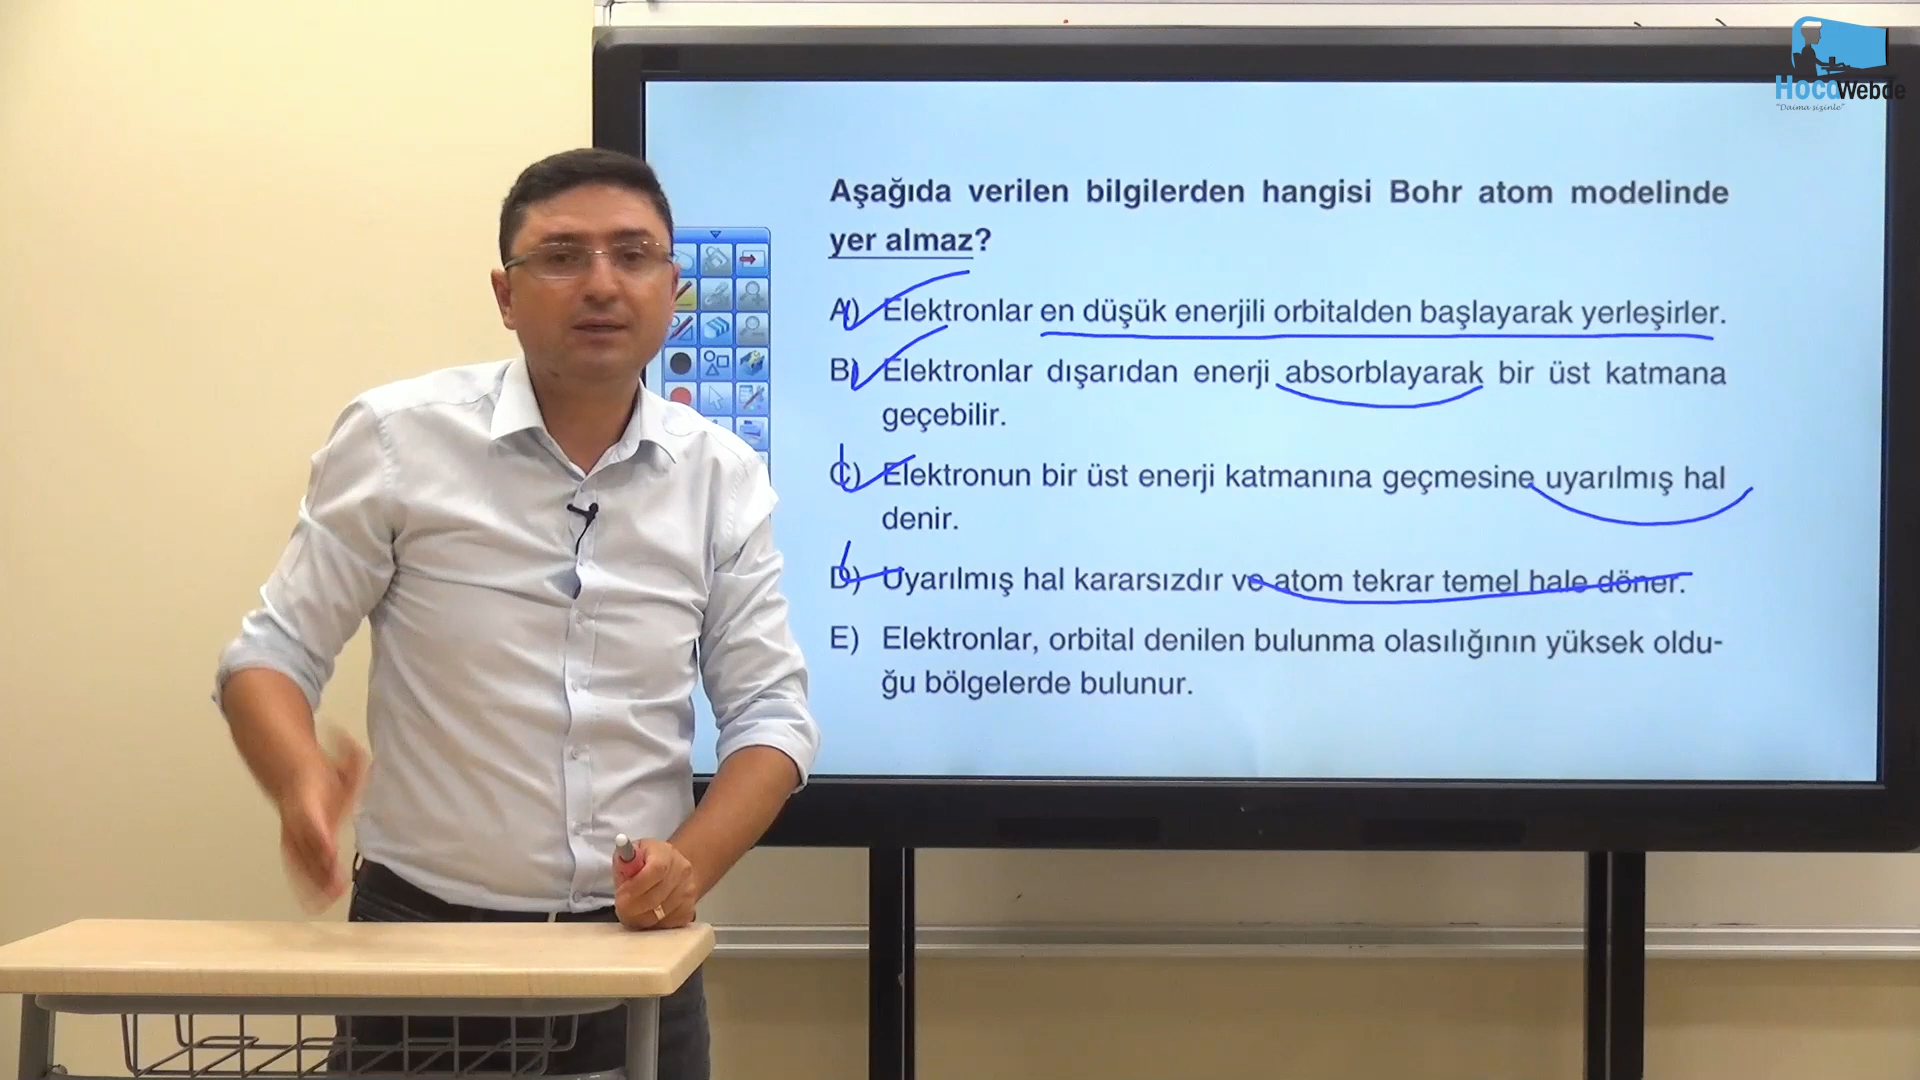 HocaWebde
"Daima sizinle"
Aşağıda verilen bilgilerden hangisi Bohr atom modelinde
yer almaz?
A) Elektronlar en düşük enerjili orbitalden başlayarak yerleşirler.
B) Elektronlar dışarıdan enerji absorblayarak bir üst katmana
geçebilir.
C) Elektronun bir üst enerji katmanına geçmesine uyarılmış hal
denir.
D) Uyarılmış hal kararsızdır ve atom tekrar temel hale döner.
E) Elektronlar, orbital denilen bulunma olasılığının yüksek oldu-
ğu bölgelerde bulunur.